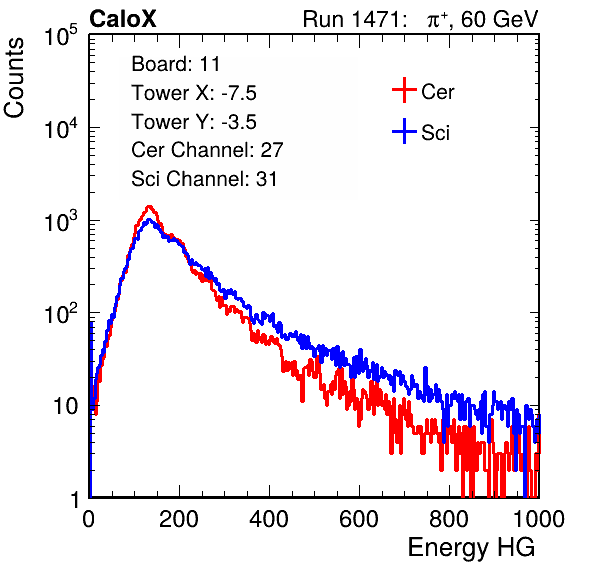 CaloX Run 1471: π⁺, 60 GeV
Board: 11
Tower X: -7.5
Tower Y: -3.5
Cer Channel: 27
Sci Channel: 31
Cer
Sci
Counts
10⁵
10⁴
10³
10²
10
1
0 200 400 600 800 1000
Energy HG